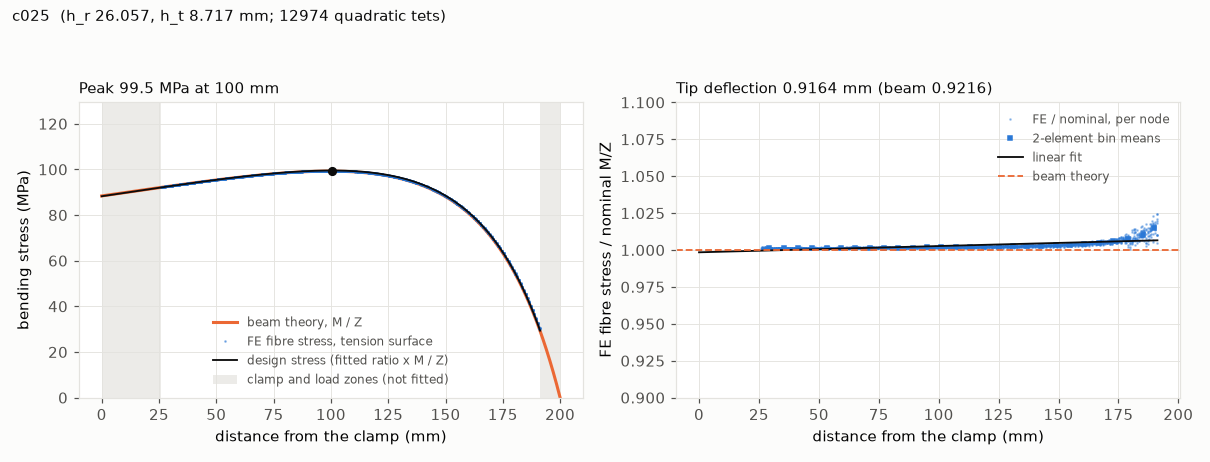 c025 (h_r 26.057, h_t 8.717 mm; 12974 quadratic tets)
Peak 99.5 MPa at 100 mm
bending stress (MPa)
120
100
80
60
40
20
0
beam theory, M / Z
FE fibre stress, tension surface
design stress (fitted ratio x M / Z)
clamp and load zones (not fitted)
0 25 50 75 100 125 150 175 200
distance from the clamp (mm)
Tip deflection 0.9164 mm (beam 0.9216)
FE fibre stress / nominal M/Z
1.100
1.075
1.050
1.025
1.000
0.975
0.950
0.925
0.900
FE / nominal, per node
2-element bin means
linear fit
beam theory
0 25 50 75 100 125 150 175 200
distance from the clamp (mm)